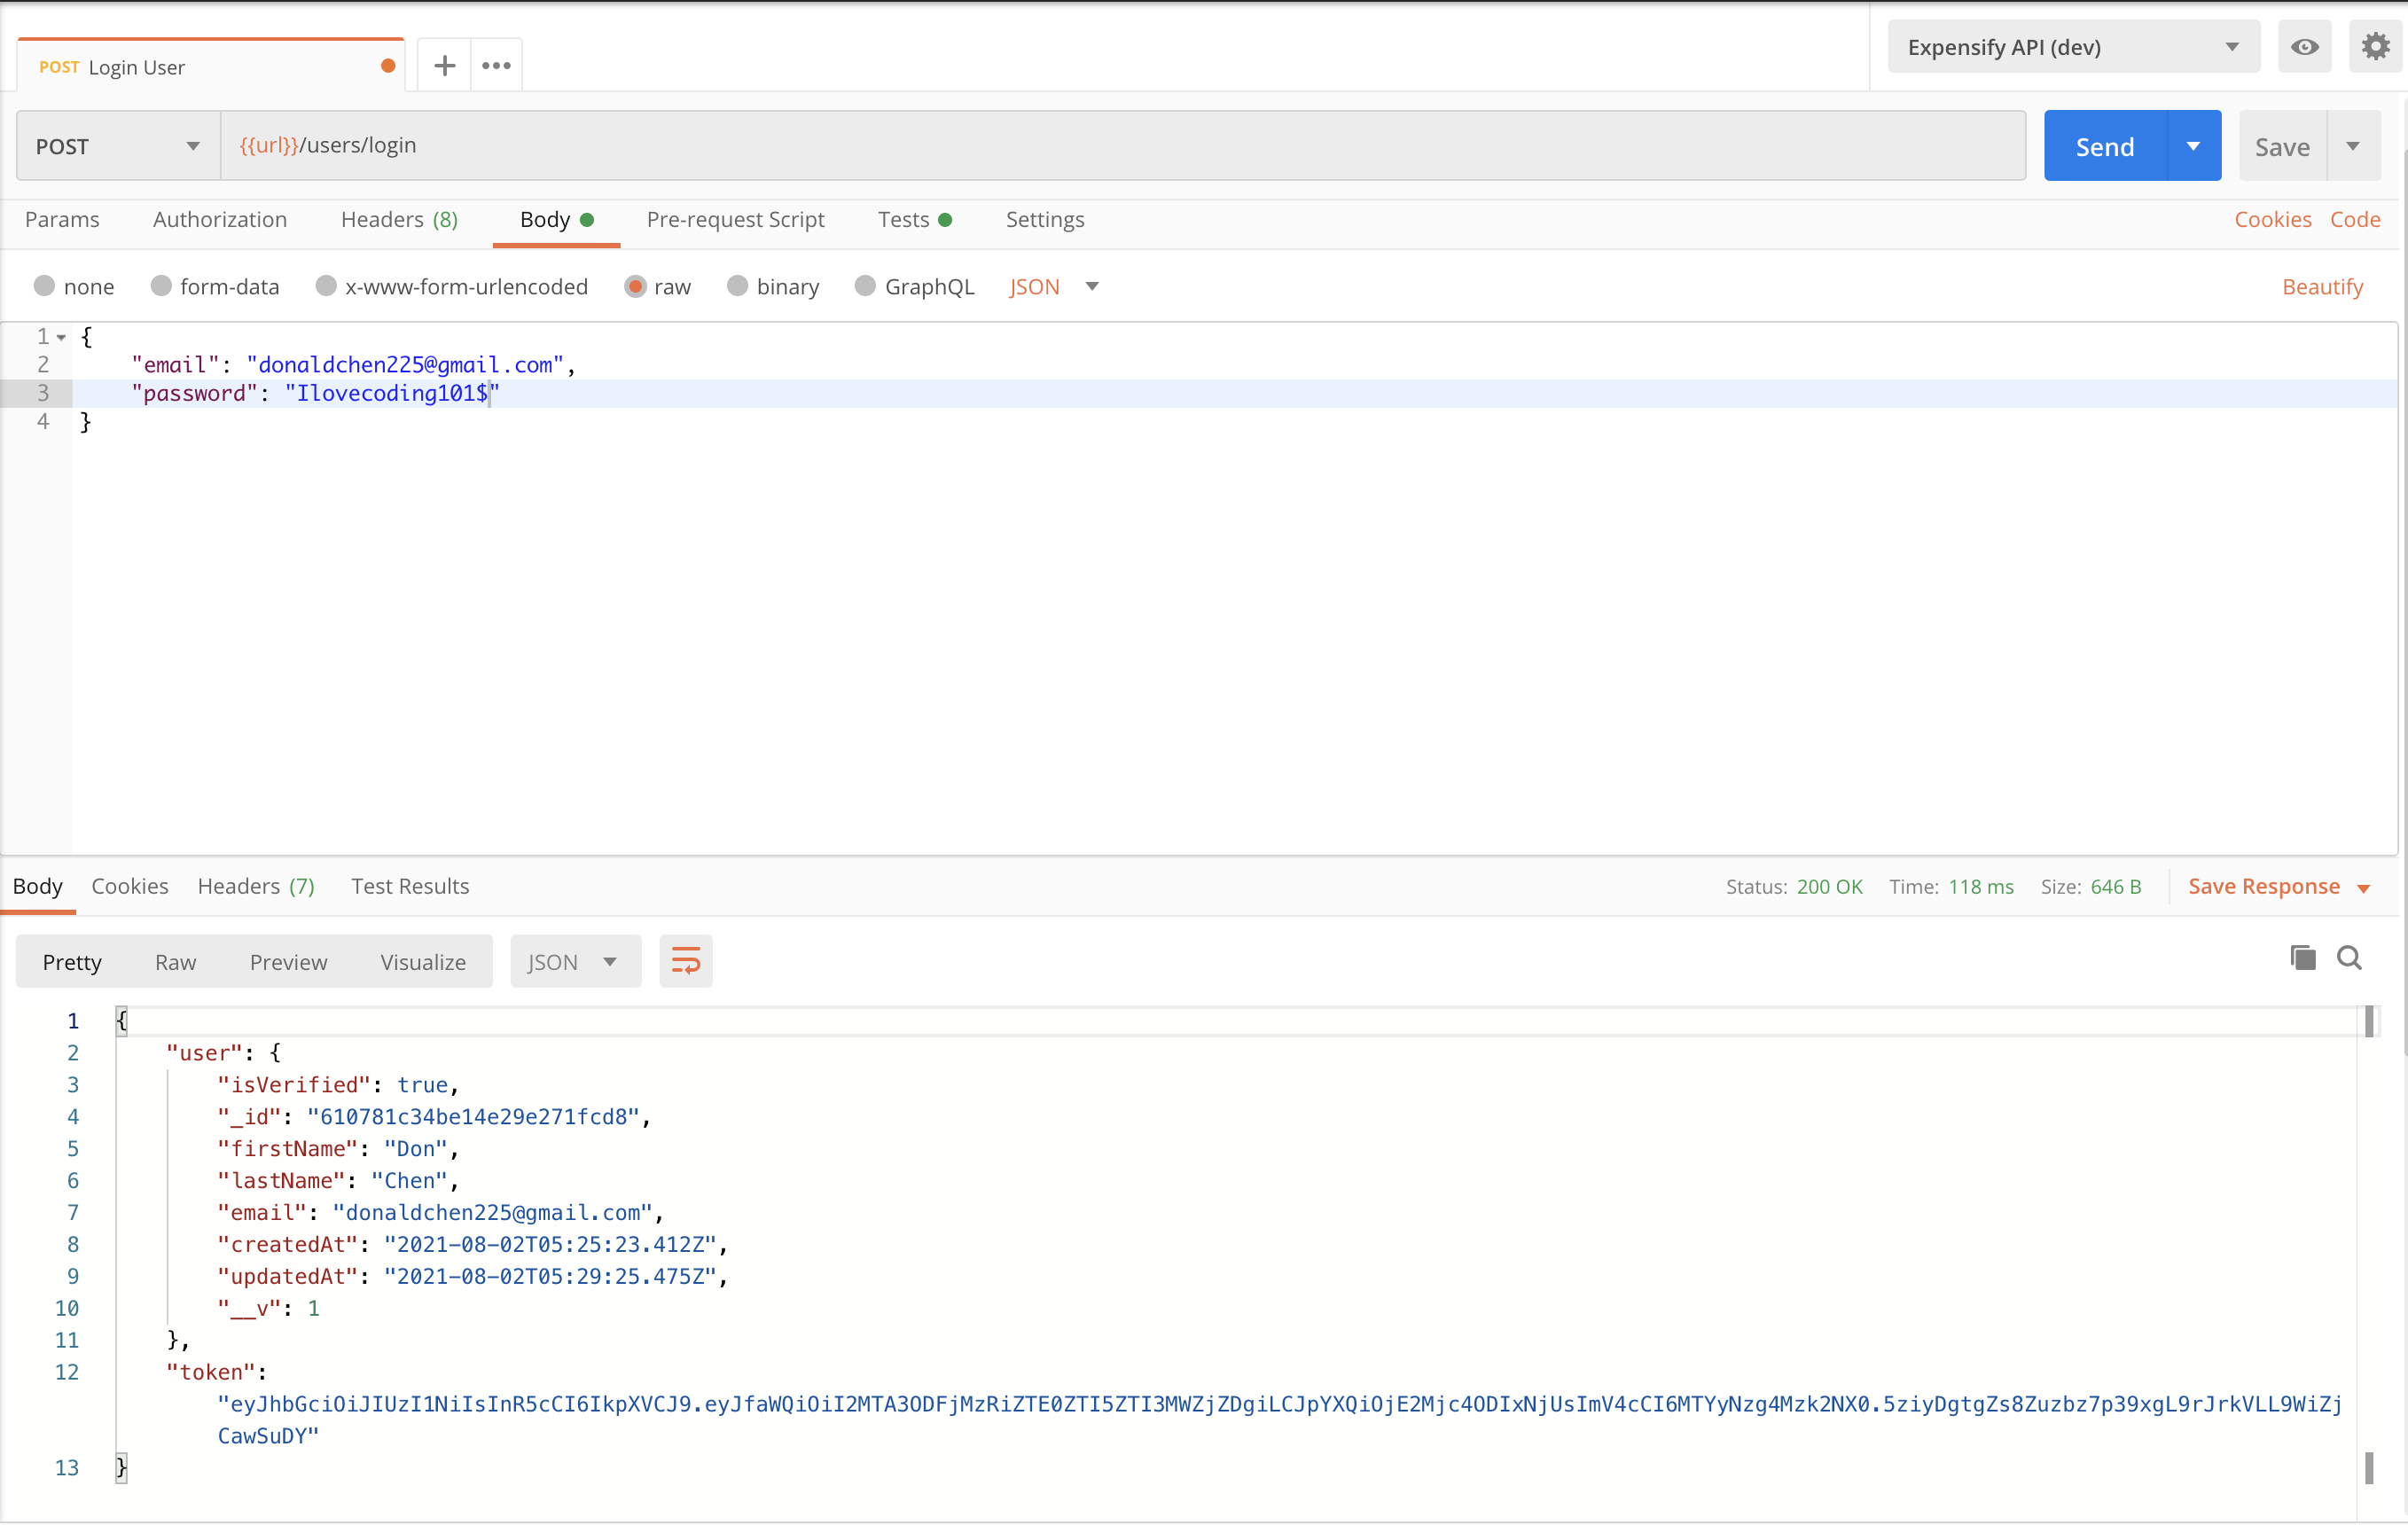 POST Login User
Expensify API (dev)
POST {{url}}/users/login Send Save
Params Authorization Headers (8) Body Pre-request Script Tests Settings Cookies Code
none form-data x-www-form-urlencoded raw binary GraphQL JSON Beautify
1 {
2 "email": "donaldchen225@gmail.com",
3 "password": "Ilovecoding101$"
4 }
Body Cookies Headers (7) Test Results Status: 200 OK Time: 118 ms Size: 646 B Save Response
Pretty Raw Preview Visualize JSON
1 {
2 "user": {
3 "isVerified": true,
4 "_id": "610781c34be14e29e271fcd8",
5 "firstName": "Don",
6 "lastName": "Chen",
7 "email": "donaldchen225@gmail.com",
8 "createdAt": "2021-08-02T05:25:23.412Z",
9 "updatedAt": "2021-08-02T05:29:25.475Z",
10 "__v": 1
11 },
12 "token":
"eyJhbGciOiJIUzI1NiIsInR5cCI6IkpXVCJ9.eyJfaWQiOiI2MTA3ODFjMzRiZTE0ZTI5ZTI3MWZjZDgiLCJpYXQiOjE2Mjc4ODIxNjUsImV4cCI6MTYyNzg4Mzk2NX0.5ziyDgtgZs8Zuzbz7p39xgL9rJrkVLL9WiZj
CawSuDY"
13 }